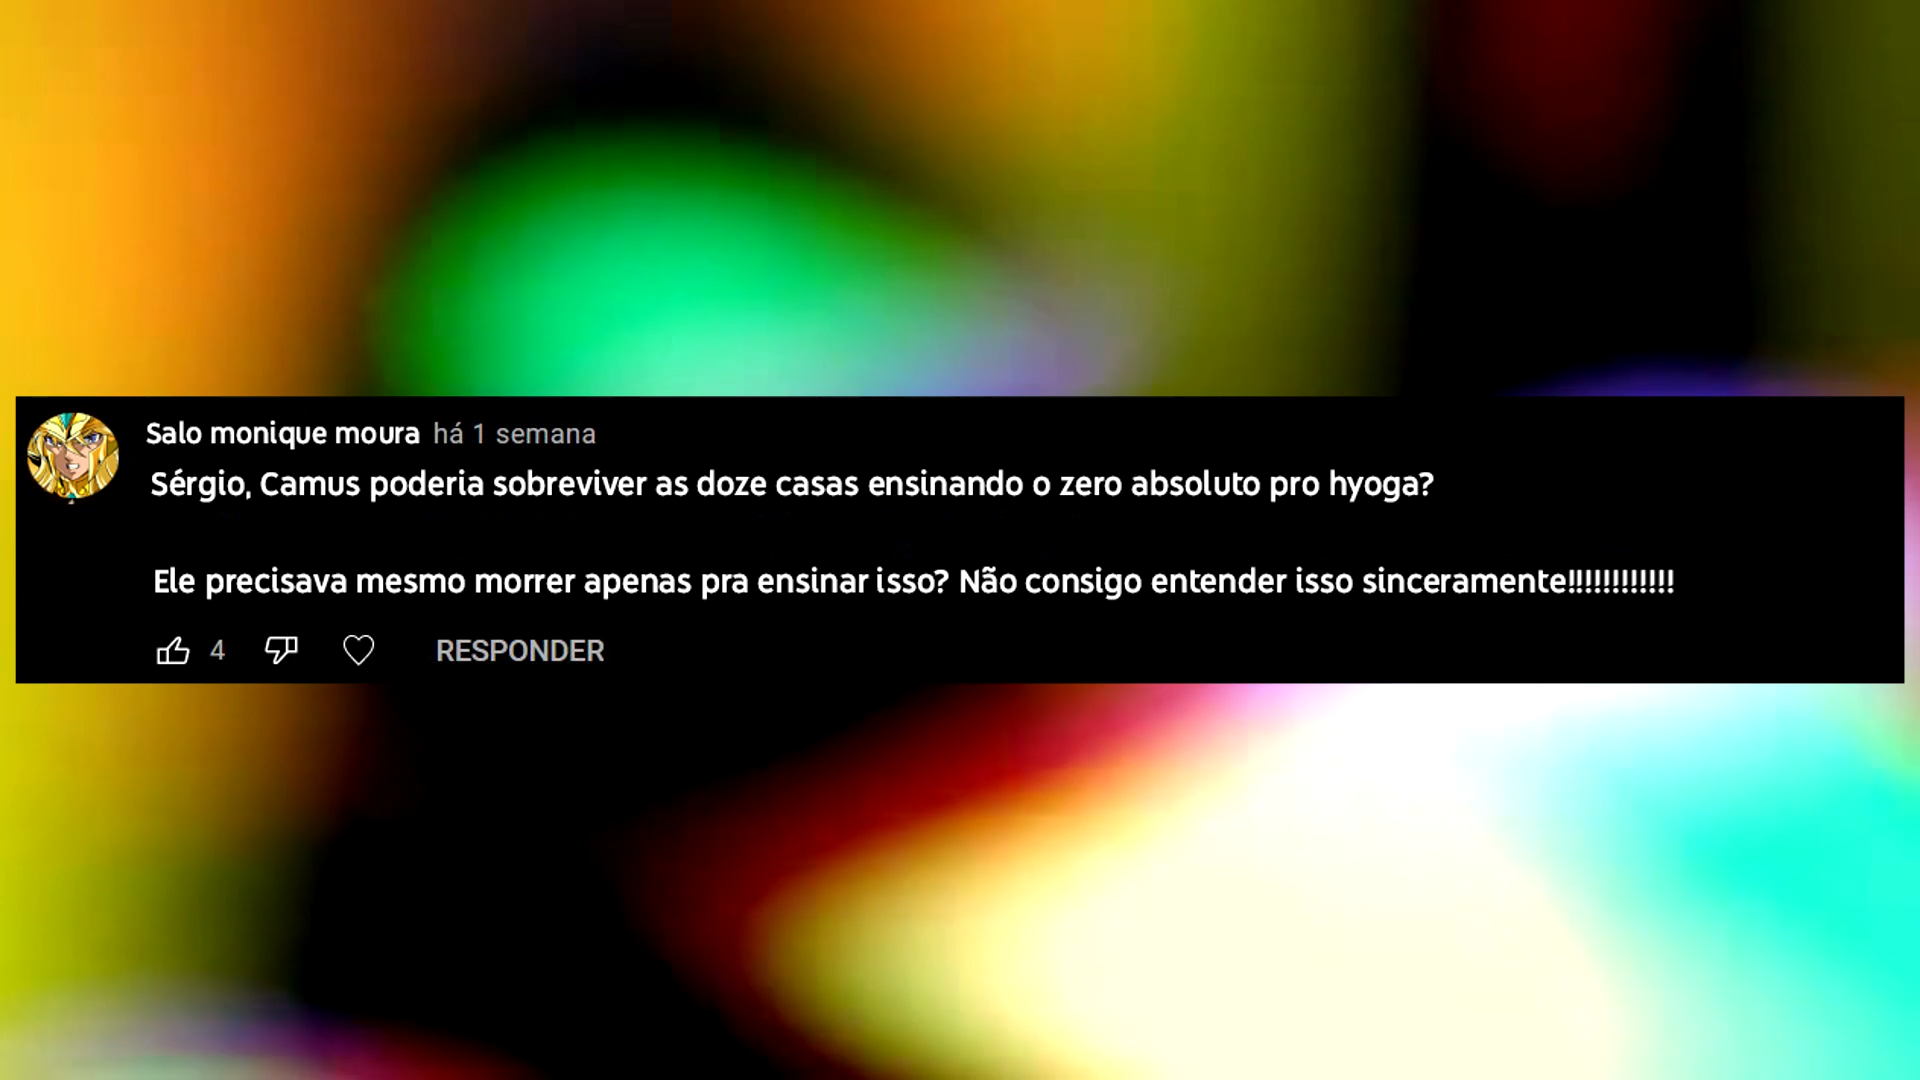 Salo monique moura há 1 semana
Sérgio, Camus poderia sobreviver as doze casas ensinando o zero absoluto pro hyoga?
Ele precisava mesmo morrer apenas pra ensinar isso? Não consigo entender isso sinceramente!!!!!!!!!!!!
4 RESPONDER